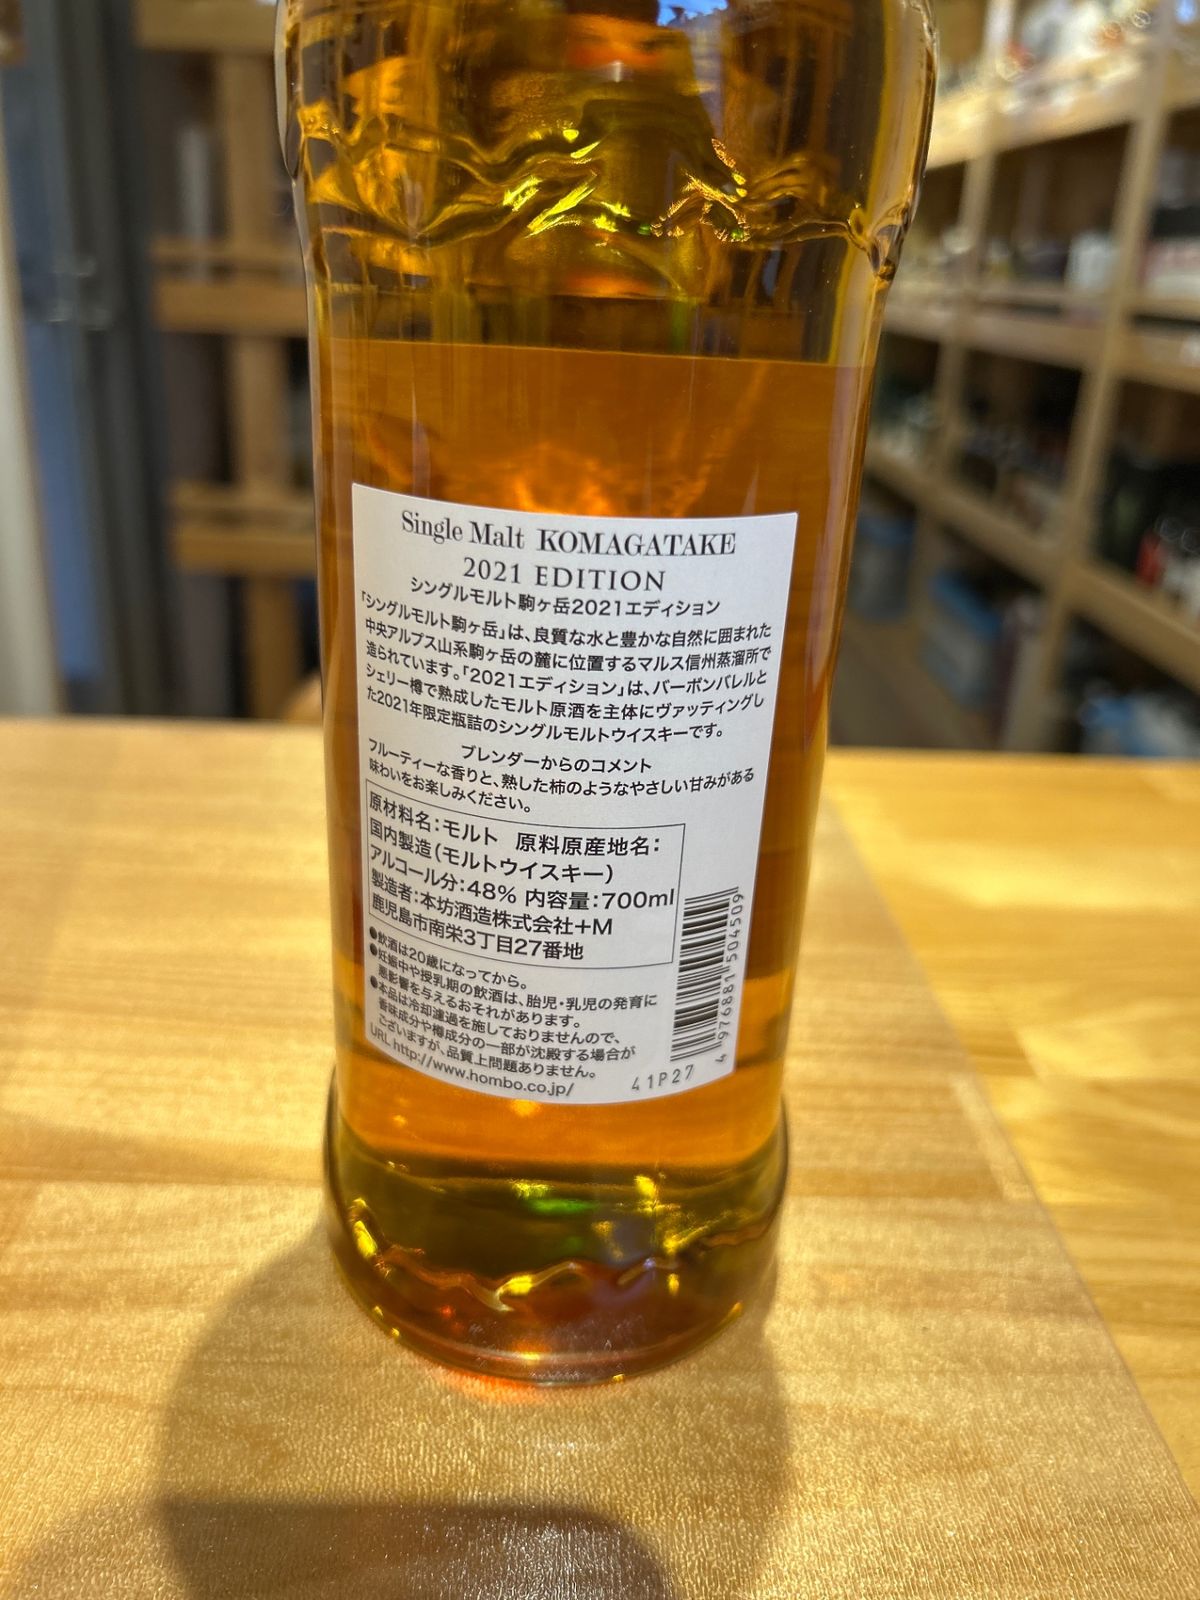 Single Malt KOMAGATAKE
2021 EDITION
シングルモルト駒ヶ岳2021エディション
「シングルモルト駒ヶ岳」は、良質な水と豊かな自然に囲まれた
中央アルプス山系駒ヶ岳の麓に位置するマルス信州蒸溜所で
造られています。「2021エディション」は、バーボンバレルと
シェリー樽で熟成したモルト原酒を主体にヴァッティングし
た2021年限定瓶詰のシングルモルトウイスキーです。
ブレンダーからのコメント
フルーティーな香りと、熟した柿のようなやさしい甘みがある
味わいをお楽しみください。
原材料名：モルト 原料原産地名：
国内製造（モルトウイスキー）
アルコール分：48% 内容量：700ml
製造者：本坊酒造株式会社＋M
鹿児島市南栄3丁目27番地
●飲酒は20歳になってから。
●妊娠中や授乳期の飲酒は、胎児・乳児の発育に
悪影響を与えるおそれがあります。
●本品は冷却濾過を施しておりませんので、
香味成分や樽成分の一部が沈殿する場合が
ございますが、品質上問題ありません。
URL http://www.hombo.co.jp/
41P27
4 976881 504509